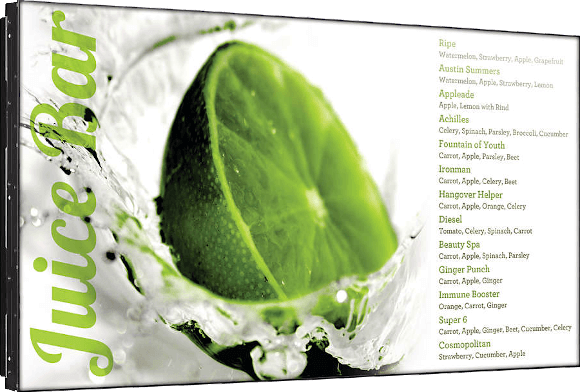 Juice Bar
Ripe
Watermelon, Strawberry, Apple, Grapefruit
Austin Summers
Watermelon, Apple, Strawberry, Lemon
Appleade
Apple, Lemon with Rind
Achilles
Celery, Spinach, Parsley, Broccoli, Cucumber
Fountain of Youth
Carrot, Apple, Parsley, Beet
Ironman
Carrot, Apple, Celery, Beet
Hangover Helper
Carrot, Apple, Orange, Celery
Diesel
Tomato, Celery, Spinach, Carrot
Beauty Spa
Carrot, Apple, Spinach, Parsley
Ginger Punch
Carrot, Apple, Ginger
Immune Booster
Orange, Carrot, Ginger
Super 6
Carrot, Apple, Ginger, Beet, Cucumber, Celery
Cosmopolitan
Strawberry, Cucumber, Apple